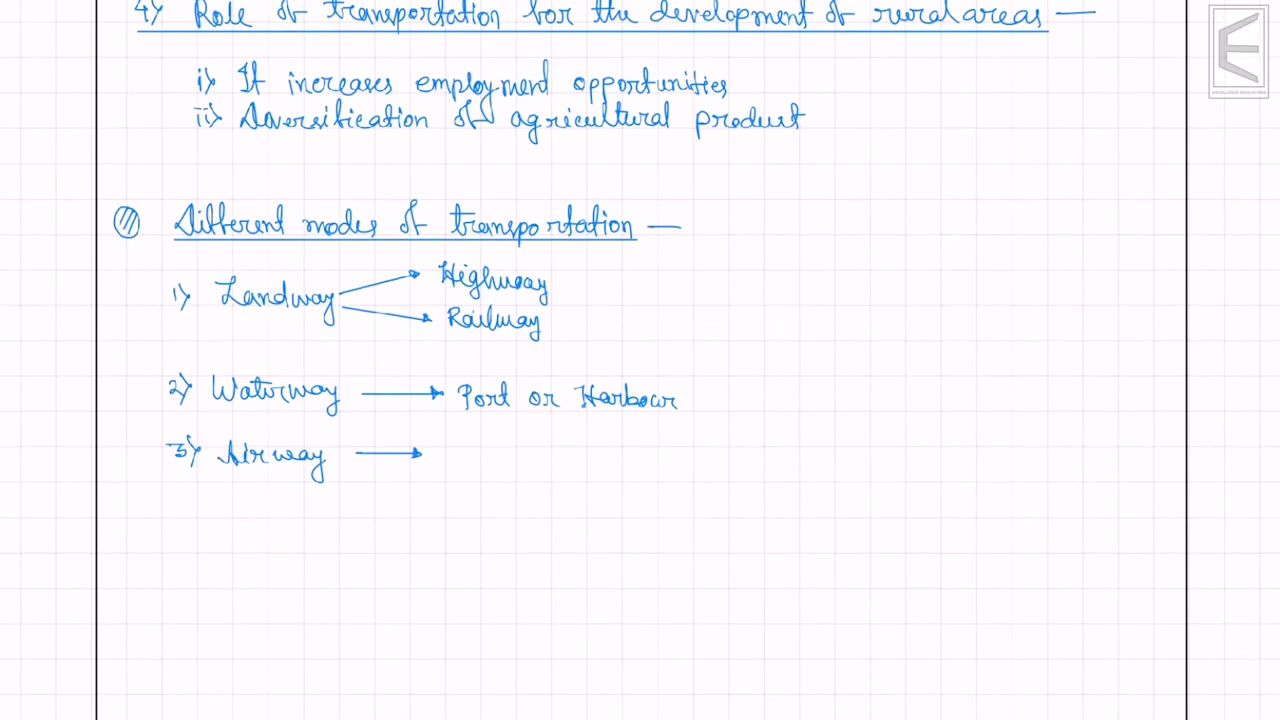 4) Role of transportation for the development of rural areas —
i) It increases employment opportunities
ii) Diversification of agricultural product
Different modes of transportation —
1) Landway
Highway
Railway
2) Waterway → Port or Harbour
3) Airway →